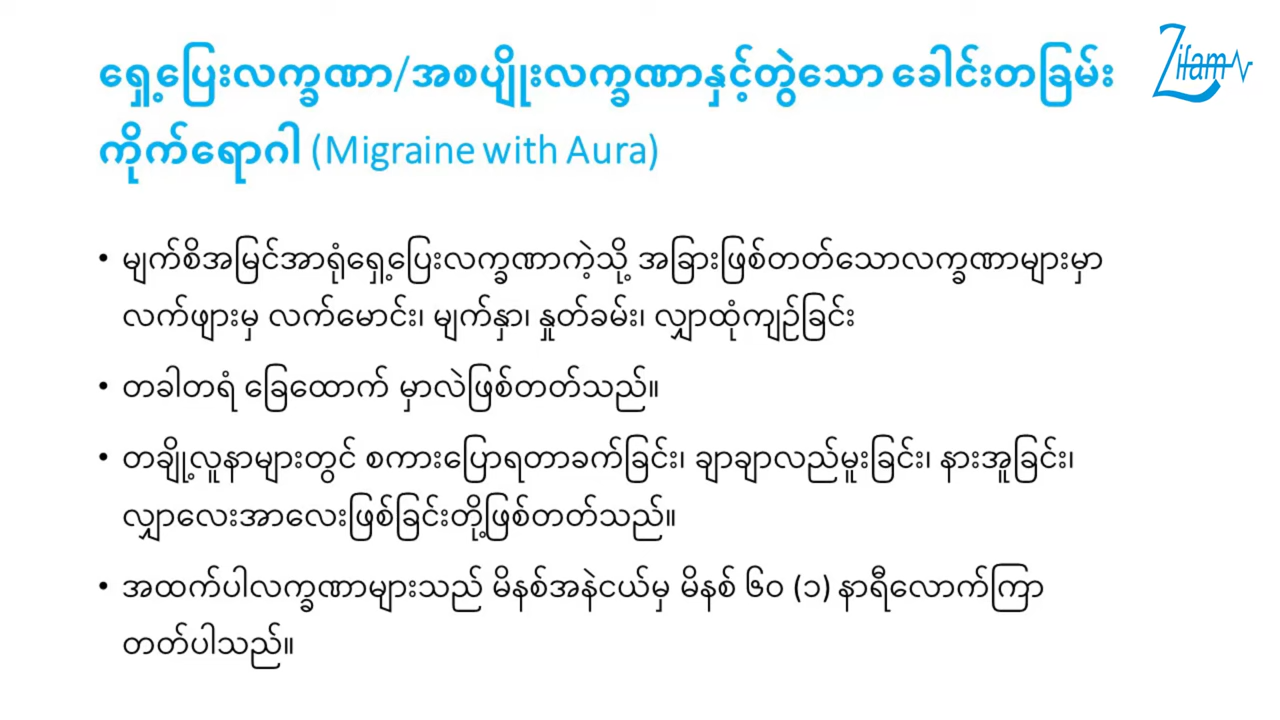 ရှေ့ပြေးလက္ခဏာ/အစပျိုးလက္ခဏာနှင့်တွဲသော ခေါင်းတခြမ်း
ကိုက်ရောဂါ (Migraine with Aura)
Zifam
• မျက်စိအမြင်အာရုံရှေ့ပြေးလက္ခဏာကဲ့သို့ အခြားဖြစ်တတ်သောလက္ခဏာများမှာ
လက်ဖျားမှ လက်မောင်း၊ မျက်နှာ၊ နှုတ်ခမ်း၊ လျှာထုံကျဉ်ခြင်း
• တခါတရံ ခြေထောက် မှာလဲဖြစ်တတ်သည်။
• တချို့လူနာများတွင် စကားပြောရတာခက်ခြင်း၊ ချာချာလည်မူးခြင်း၊ နားအူခြင်း၊
လျှာလေးအာလေးဖြစ်ခြင်းတို့ဖြစ်တတ်သည်။
• အထက်ပါလက္ခဏာများသည် မိနစ်အနဲငယ်မှ မိနစ် ၆၀ (၁) နာရီလောက်ကြာ
တတ်ပါသည်။